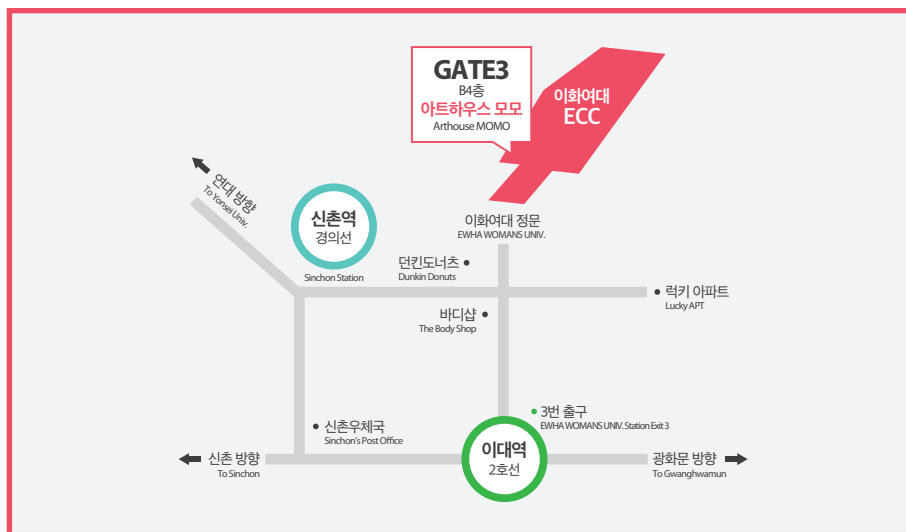 GATE3
B4층
아트하우스 모모
Arthouse MOMO
이화여대
ECC
연대 방향
To Yonsei Univ.
신촌역
경의선
Sinchon Station
이화여대 정문
EWHA WOMANS UNIV.
던킨도너츠
Dunkin Donuts
럭키 아파트
Lucky APT
바디샵
The Body Shop
3번 출구
EWHA WOMANS UNIV. Station Exit 3
신촌우체국
Sinchon's Post Office
이대역
2호선
신촌 방향
To Sinchon
광화문 방향
To Gwanghwamun